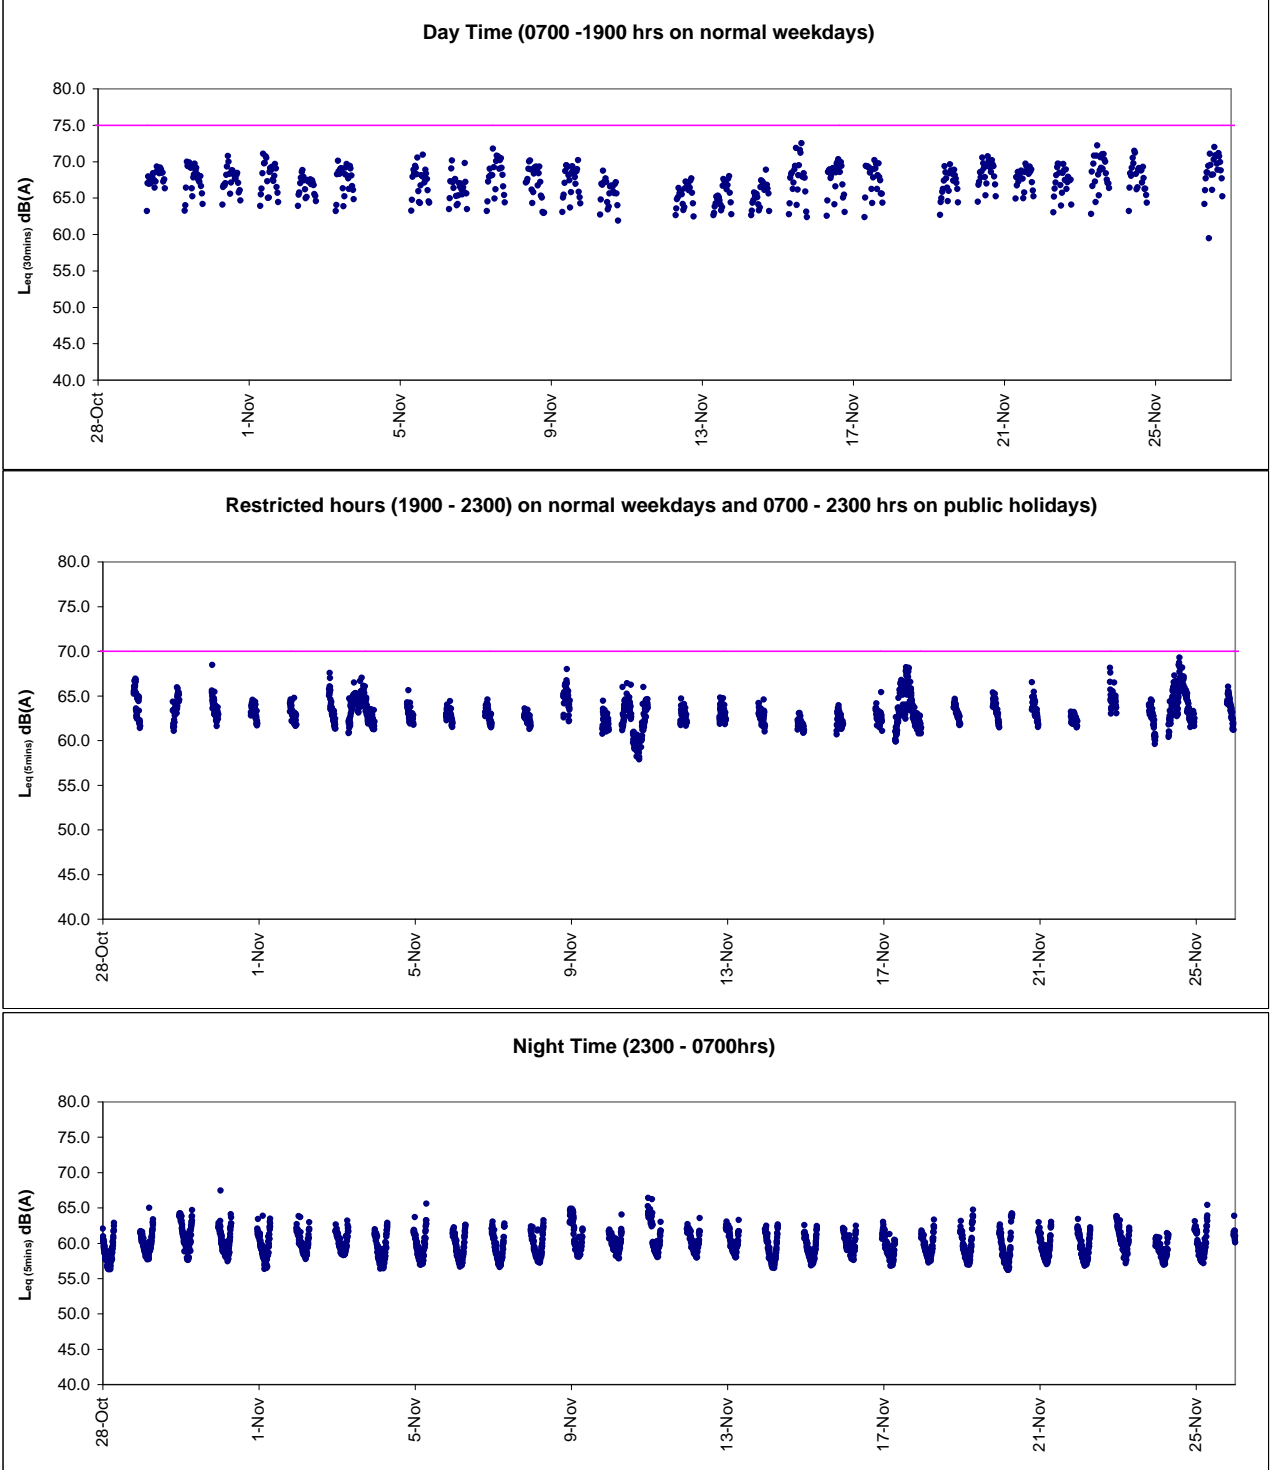 Day Time (0700 -1900 hrs on normal weekdays)
80.0
75.0
70.0
65.0
60.0
55.0
50.0
45.0
40.0
Leq (30mins) dB(A)
28-Oct
1-Nov
5-Nov
9-Nov
13-Nov
17-Nov
21-Nov
25-Nov
Restricted hours (1900 - 2300) on normal weekdays and 0700 - 2300 hrs on public holidays)
80.0
75.0
70.0
65.0
60.0
55.0
50.0
45.0
40.0
Leq (5mins) dB(A)
28-Oct
1-Nov
5-Nov
9-Nov
13-Nov
17-Nov
21-Nov
25-Nov
Night Time (2300 - 0700hrs)
80.0
75.0
70.0
65.0
60.0
55.0
50.0
45.0
40.0
Leq (5mins) dB(A)
28-Oct
1-Nov
5-Nov
9-Nov
13-Nov
17-Nov
21-Nov
25-Nov